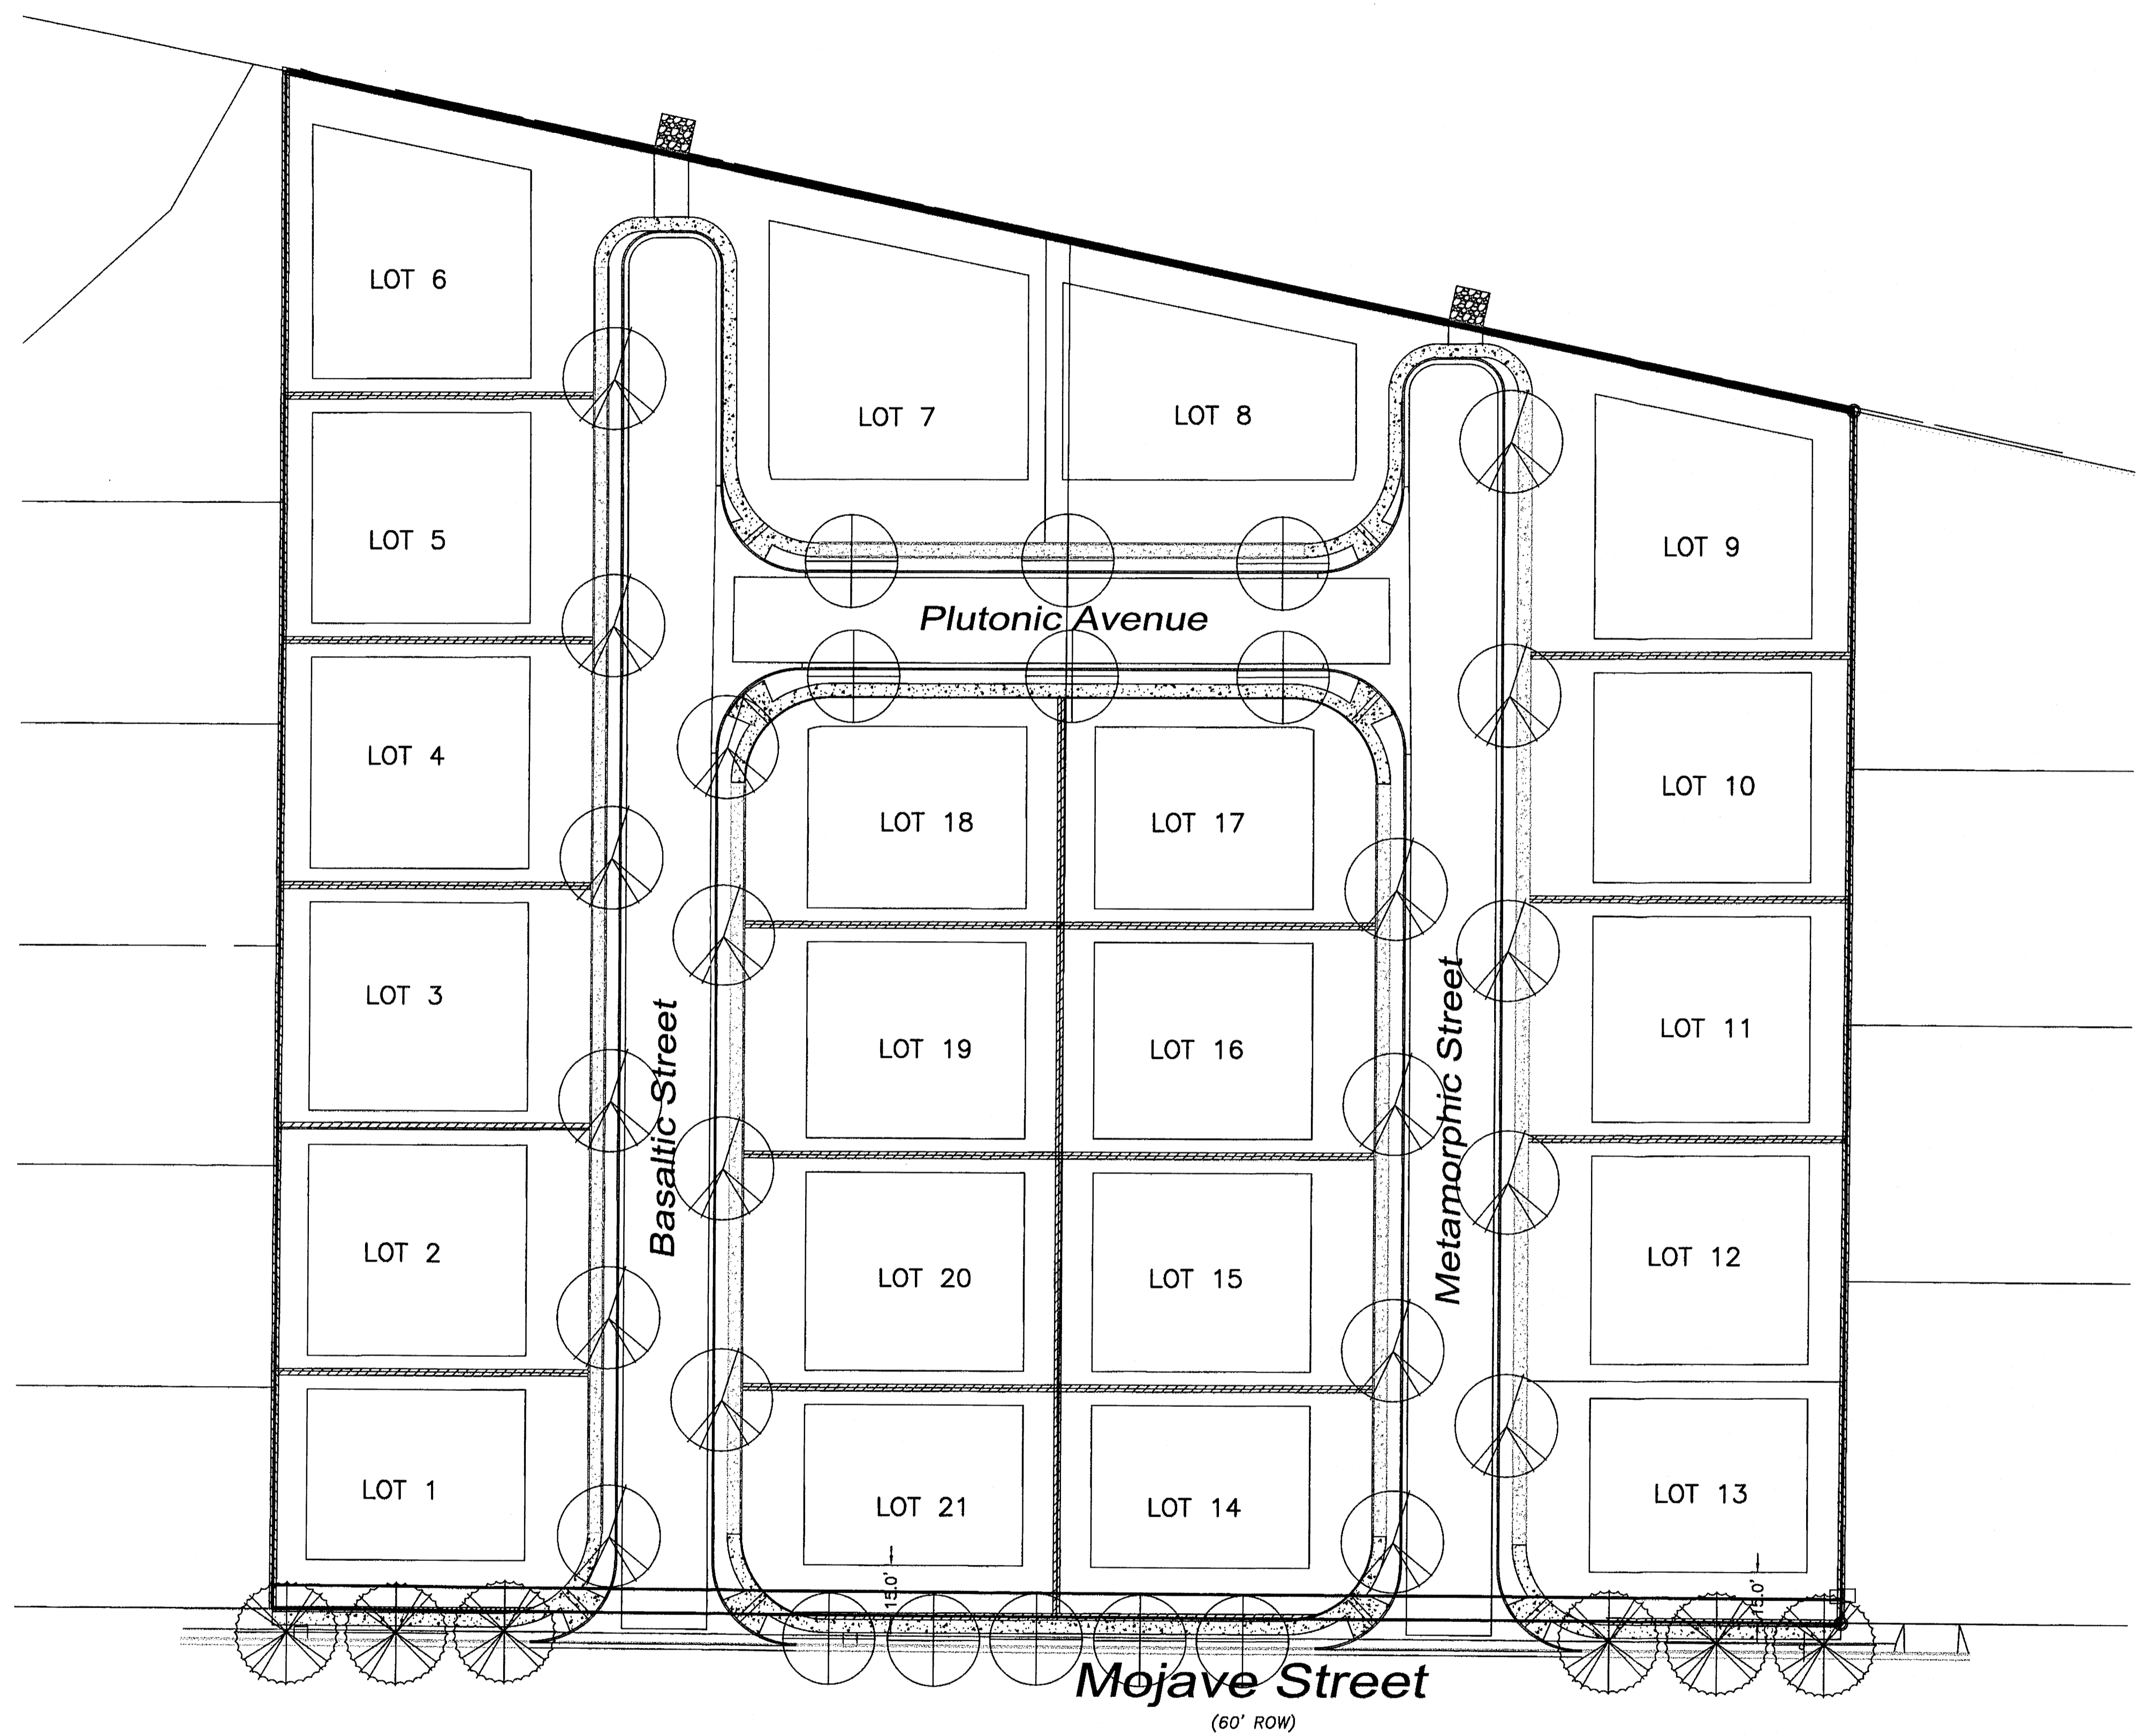 LOT 6
LOT 7
LOT 8
LOT 5
LOT 9
Plutonic Avenue
LOT 4
LOT 10
LOT 18
LOT 17
LOT 3
LOT 19
LOT 16
LOT 11
Basaltic Street
Metamorphic Street
LOT 2
LOT 20
LOT 15
LOT 12
LOT 1
LOT 21
LOT 14
LOT 13
15.0'
15.0'
Mojave Street
(60' ROW)